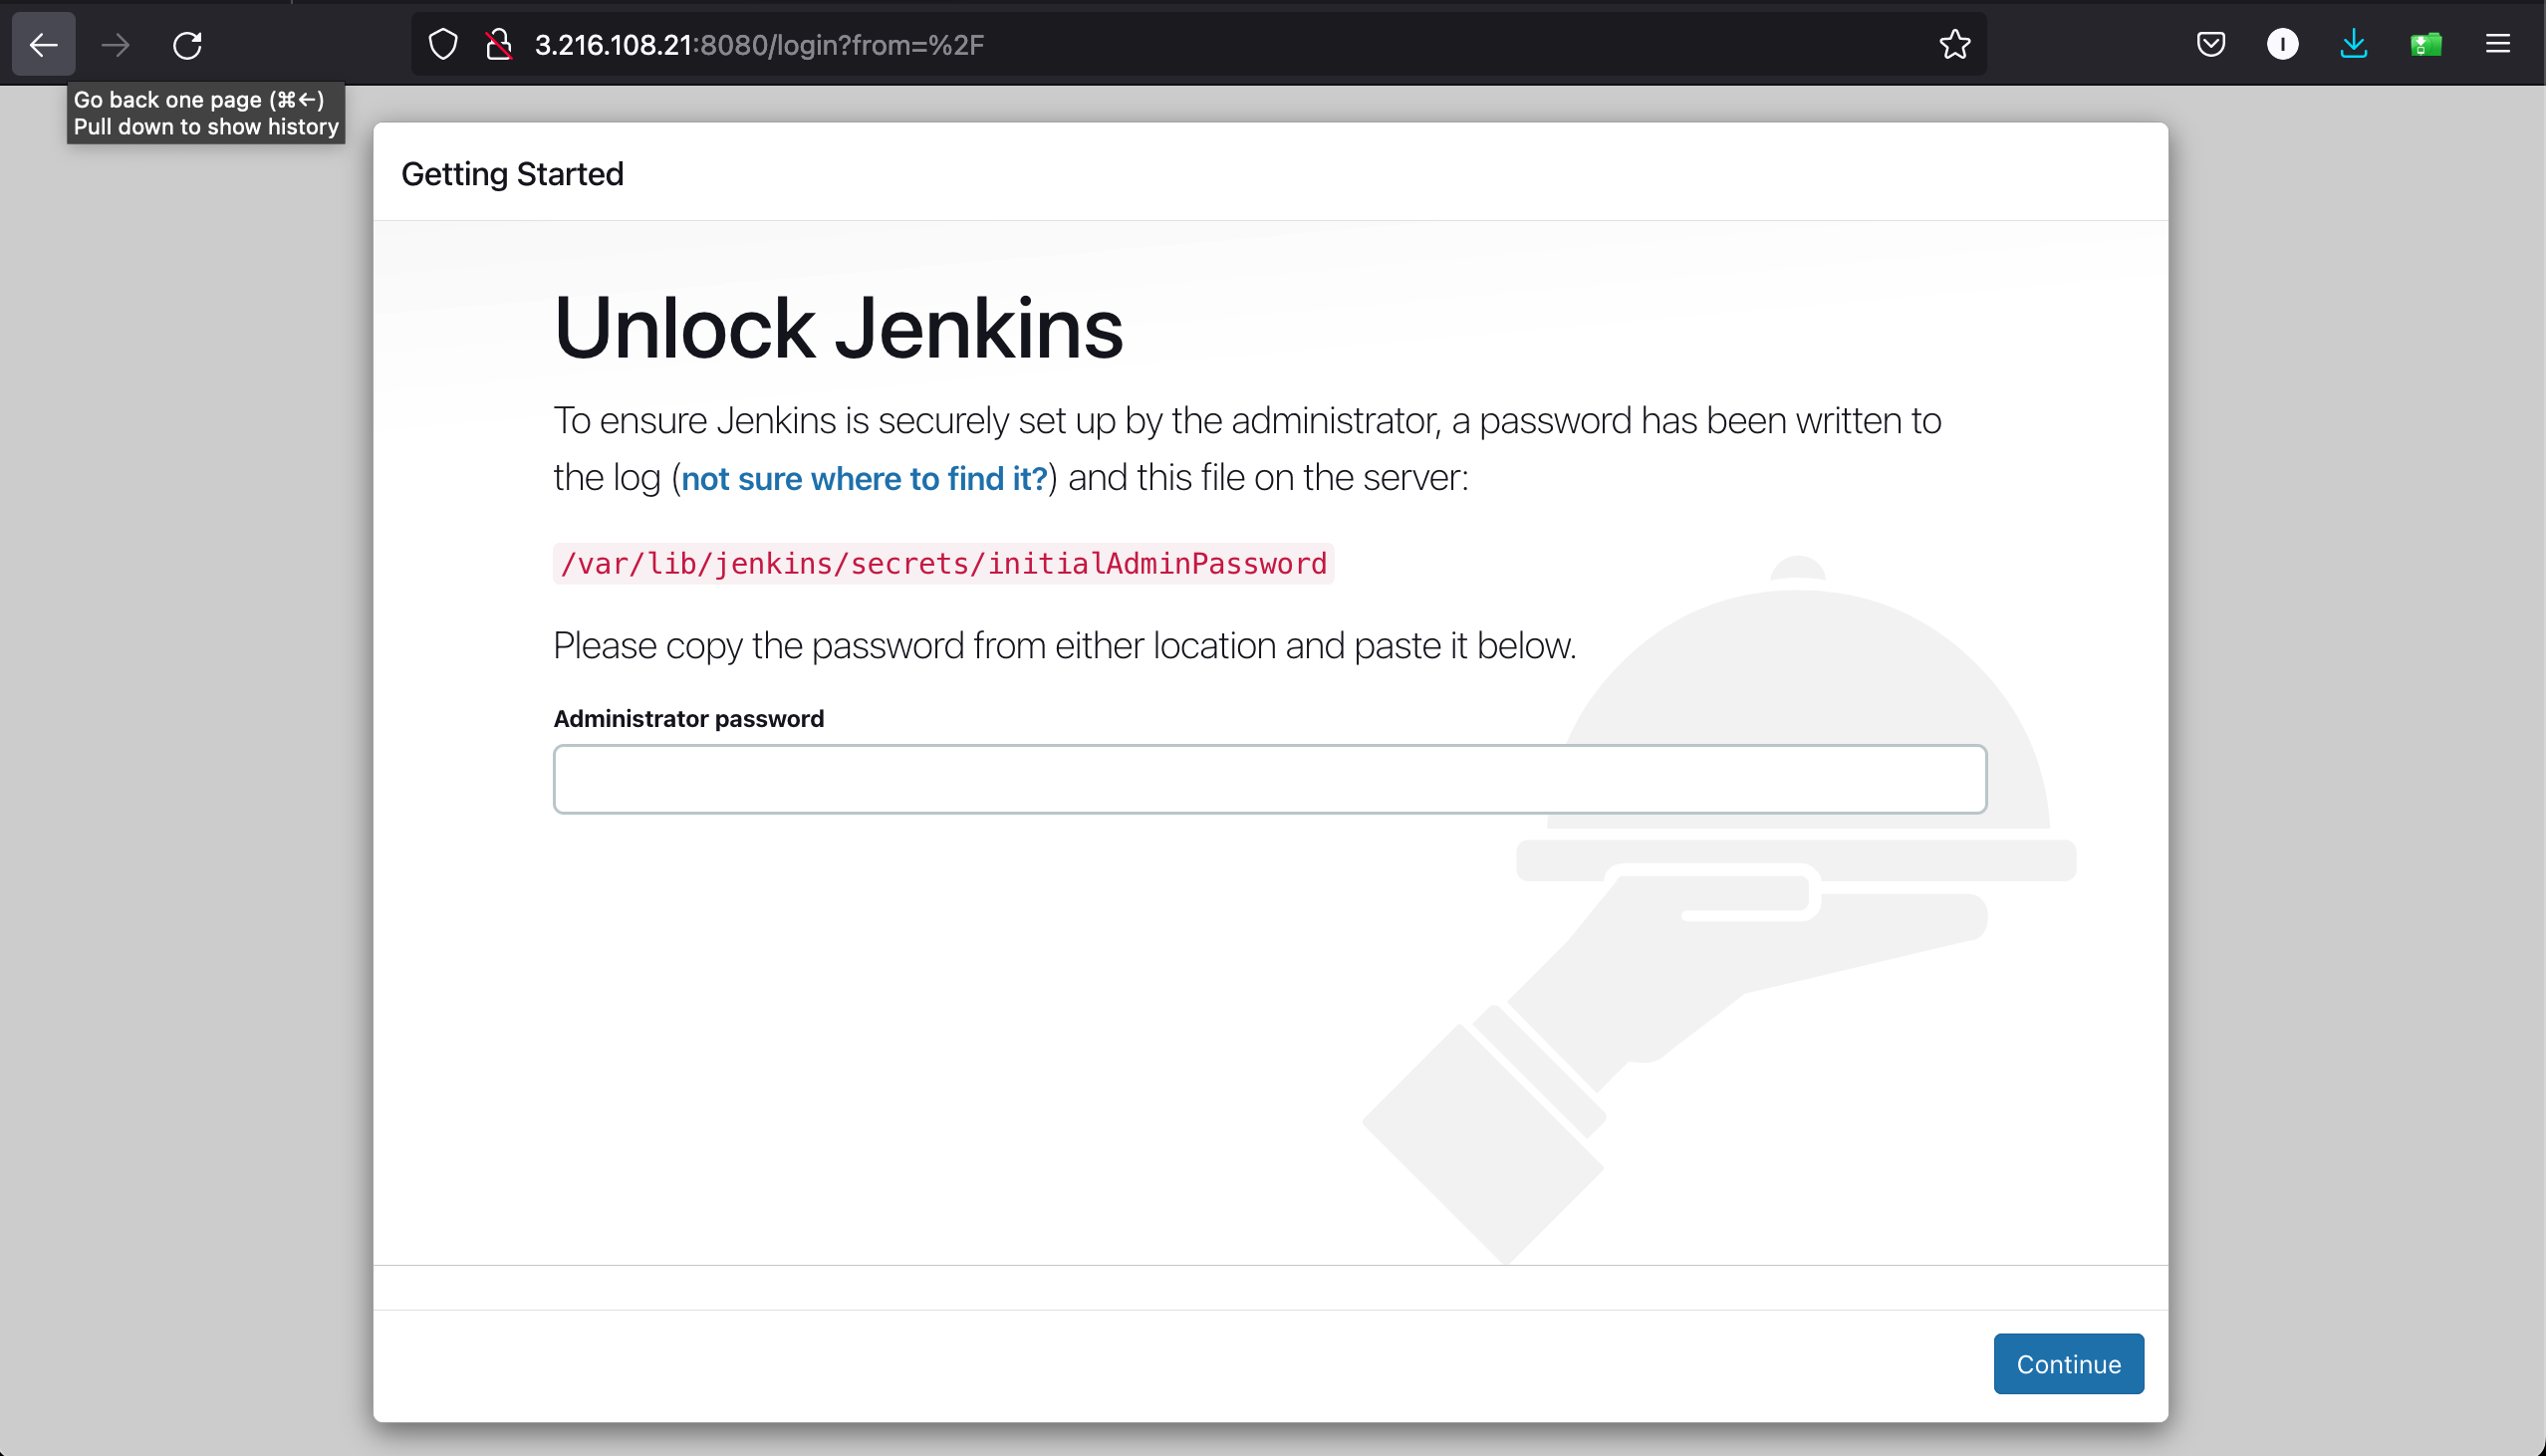 3.216.108.21:8080/login?from=%2F
Go back one page (⌘←)
Pull down to show history
Getting Started
Unlock Jenkins
To ensure Jenkins is securely set up by the administrator, a password has been written to
the log (not sure where to find it?) and this file on the server:
/var/lib/jenkins/secrets/initialAdminPassword
Please copy the password from either location and paste it below.
Administrator password
Continue